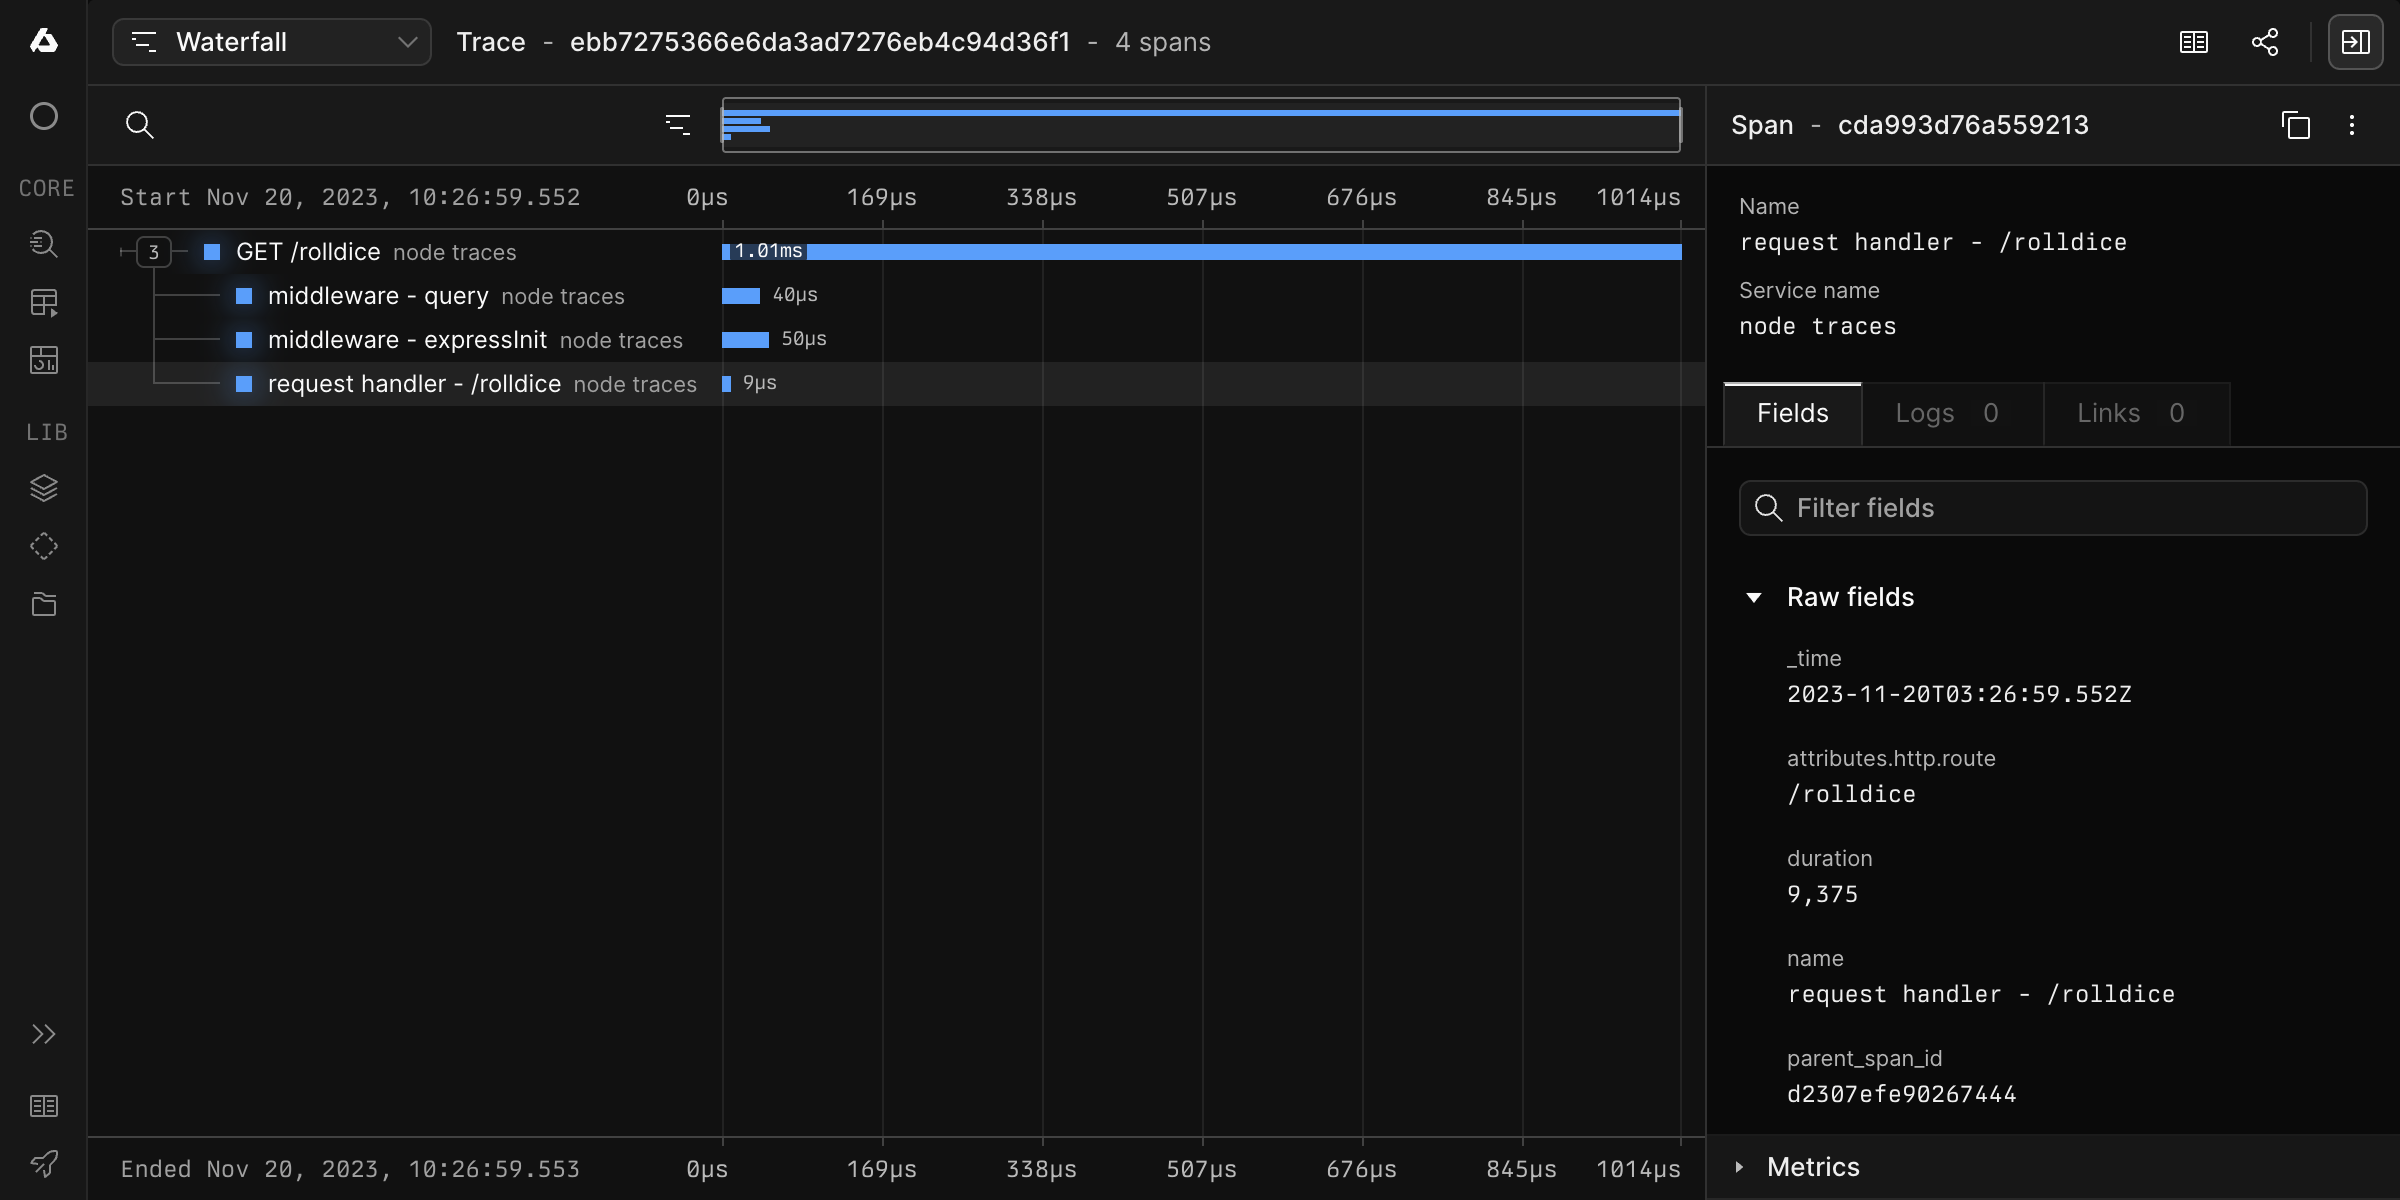 Waterfall
Trace - ebb7275366e6da3ad7276eb4c94d36f1 - 4 spans
Span - cda993d76a559213
CORE
LIB
Start Nov 20, 2023, 10:26:59.552
0µs 169µs 338µs 507µs 676µs 845µs 1014µs
3 GET /rolldice node traces 1.01ms
middleware - query node traces 40µs
middleware - expressInit node traces 50µs
request handler - /rolldice node traces 9µs
Ended Nov 20, 2023, 10:26:59.553
0µs 169µs 338µs 507µs 676µs 845µs 1014µs
Name
request handler - /rolldice
Service name
node traces
Fields Logs 0 Links 0
Filter fields
Raw fields
_time
2023-11-20T03:26:59.552Z
attributes.http.route
/rolldice
duration
9,375
name
request handler - /rolldice
parent_span_id
d2307efe90267444
Metrics